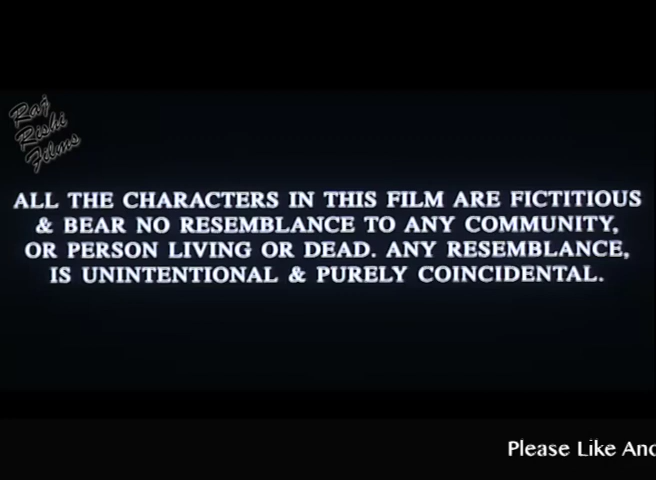 Raj
Rishi
Films
ALL THE CHARACTERS IN THIS FILM ARE FICTITIOUS
& BEAR NO RESEMBLANCE TO ANY COMMUNITY,
OR PERSON LIVING OR DEAD. ANY RESEMBLANCE,
IS UNINTENTIONAL & PURELY COINCIDENTAL.
Please Like And